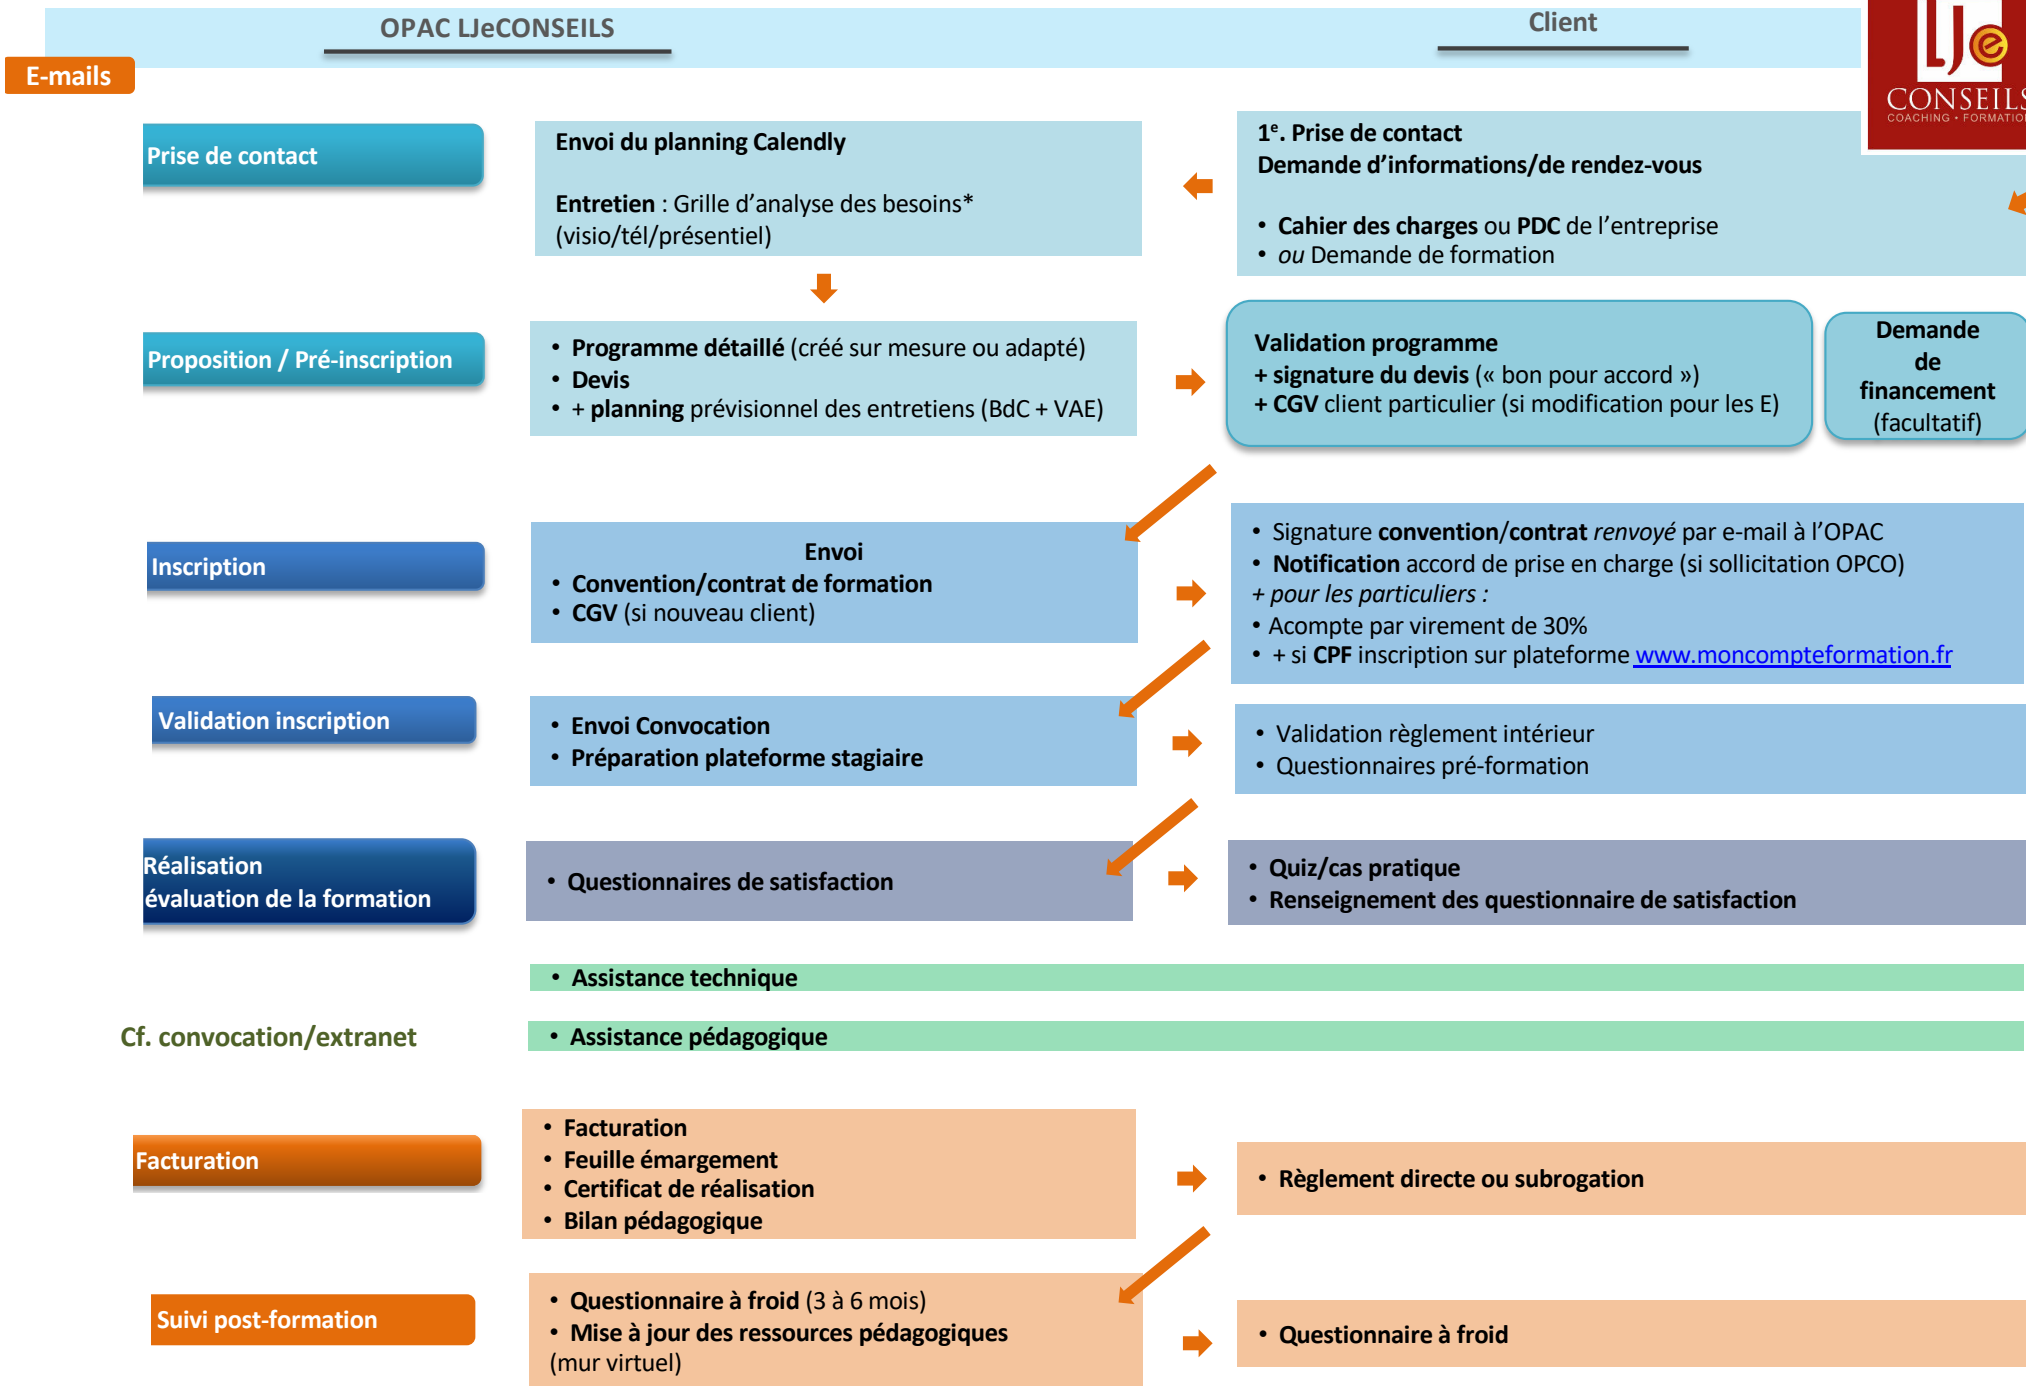 OPAC LJeCONSEILS
Client
E-mails
LJe
CONSEILS
COACHING • FORMATION
Prise de contact
Envoi du planning Calendly
Entretien : Grille d’analyse des besoins*
(visio/tél/présentiel)
1e. Prise de contact
Demande d’informations/de rendez-vous
• Cahier des charges ou PDC de l’entreprise
• ou Demande de formation
Proposition / Pré-inscription
• Programme détaillé (créé sur mesure ou adapté)
• Devis
• + planning prévisionnel des entretiens (BdC + VAE)
Validation programme
+ signature du devis (« bon pour accord »)
+ CGV client particulier (si modification pour les E)
Demande
de
financement
(facultatif)
Inscription
Envoi
• Convention/contrat de formation
• CGV (si nouveau client)
• Signature convention/contrat renvoyé par e-mail à l’OPAC
• Notification accord de prise en charge (si sollicitation OPCO)
+ pour les particuliers :
• Acompte par virement de 30%
• + si CPF inscription sur plateforme www.moncompteformation.fr
Validation inscription
• Envoi Convocation
• Préparation plateforme stagiaire
• Validation règlement intérieur
• Questionnaires pré-formation
Réalisation
évaluation de la formation
• Questionnaires de satisfaction
• Quiz/cas pratique
• Renseignement des questionnaire de satisfaction
• Assistance technique
Cf. convocation/extranet
• Assistance pédagogique
Facturation
• Facturation
• Feuille émargement
• Certificat de réalisation
• Bilan pédagogique
• Règlement directe ou subrogation
Suivi post-formation
• Questionnaire à froid (3 à 6 mois)
• Mise à jour des ressources pédagogiques
(mur virtuel)
• Questionnaire à froid